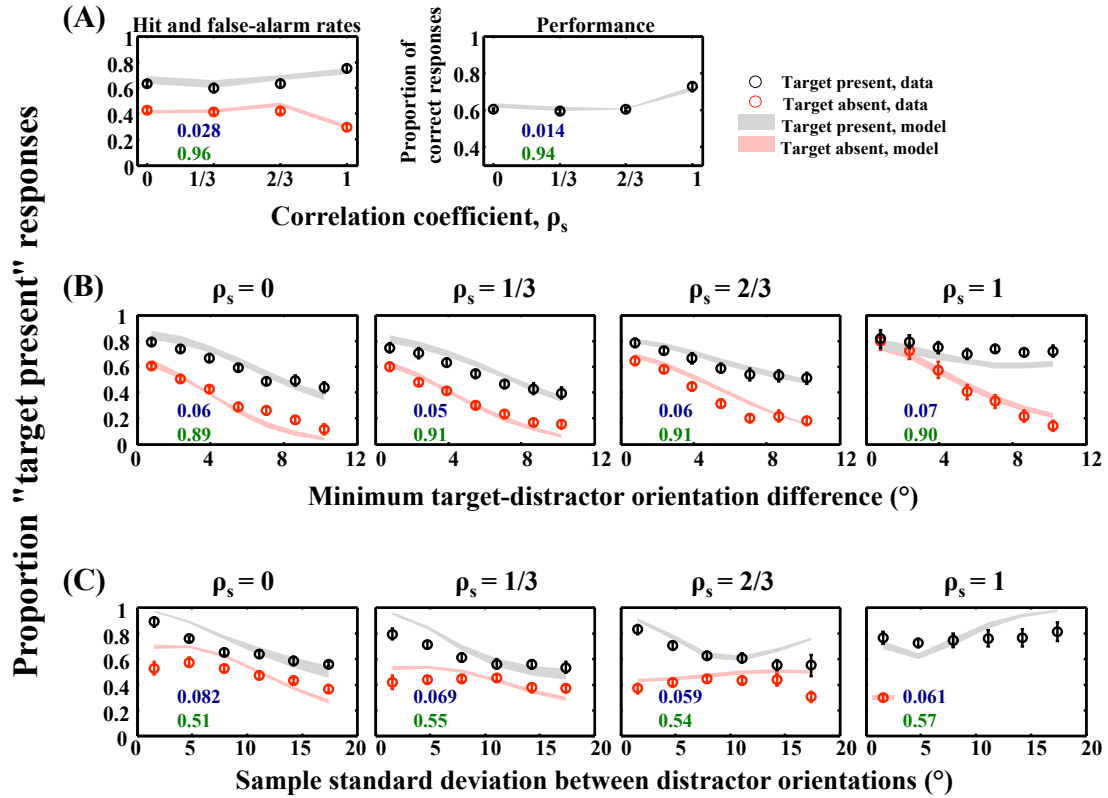 (A)
Hit and false-alarm rates
Performance
1
0.8
0.6
0.4
0.2
0
0.028
0.96
0
1/3
2/3
1
Proportion of
correct responses
1
0.8
0.6
0.4
0.014
0.94
0
1/3
2/3
1
Target present, data
Target absent, data
Target present, model
Target absent, model
Correlation coefficient, ρs
Proportion "target present" responses
(B)
ρs = 0
ρs = 1/3
ρs = 2/3
ρs = 1
1
0.8
0.6
0.4
0.2
0
0.06
0.89
0.05
0.91
0.06
0.91
0.07
0.90
0 4 8 12
0 4 8 12
0 4 8 12
0 4 8 12
Minimum target-distractor orientation difference (°)
(C)
ρs = 0
ρs = 1/3
ρs = 2/3
ρs = 1
1
0.8
0.6
0.4
0.2
0
0.082
0.51
0.069
0.55
0.059
0.54
0.061
0.57
0 5 10 15 20
0 5 10 15 20
0 5 10 15 20
0 5 10 15 20
Sample standard deviation between distractor orientations (°)